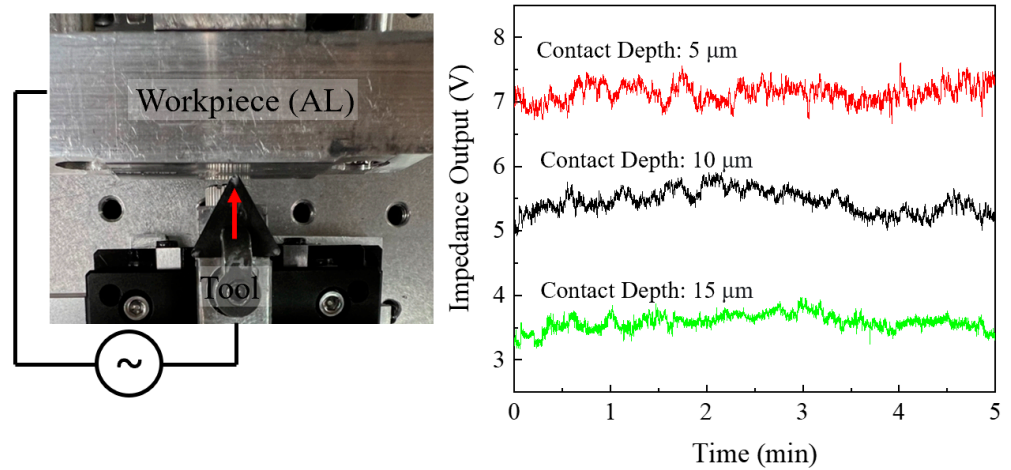 Workpiece (AL)
Tool
~
Impedance Output (V)
8
7
6
5
4
3
Contact Depth: 5 μm
Contact Depth: 10 μm
Contact Depth: 15 μm
0 1 2 3 4 5
Time (min)